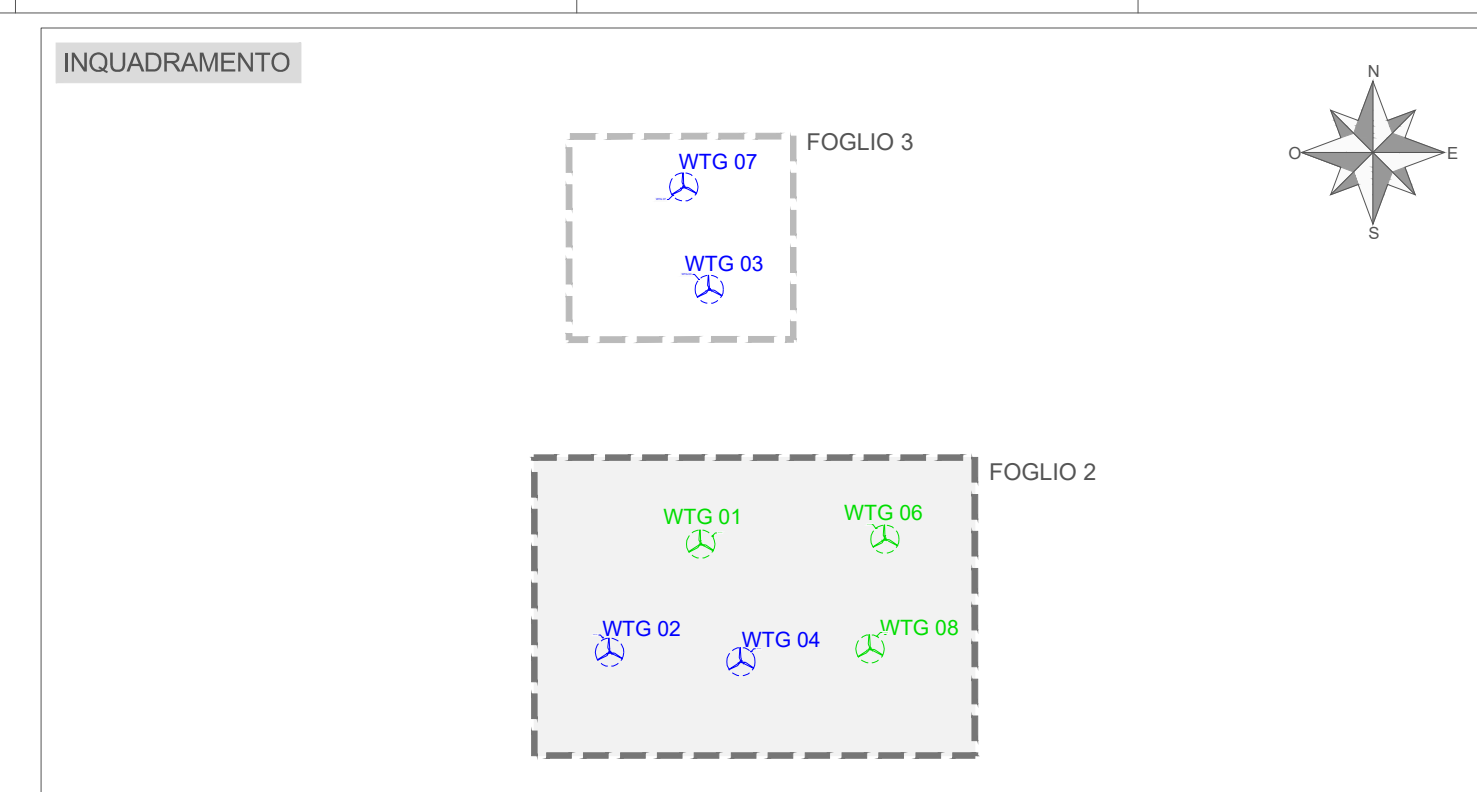 INQUADRAMENTO
N
O
E
S
FOGLIO 3
WTG 07
WTG 03
FOGLIO 2
WTG 01
WTG 06
WTG 02
WTG 04
WTG 08